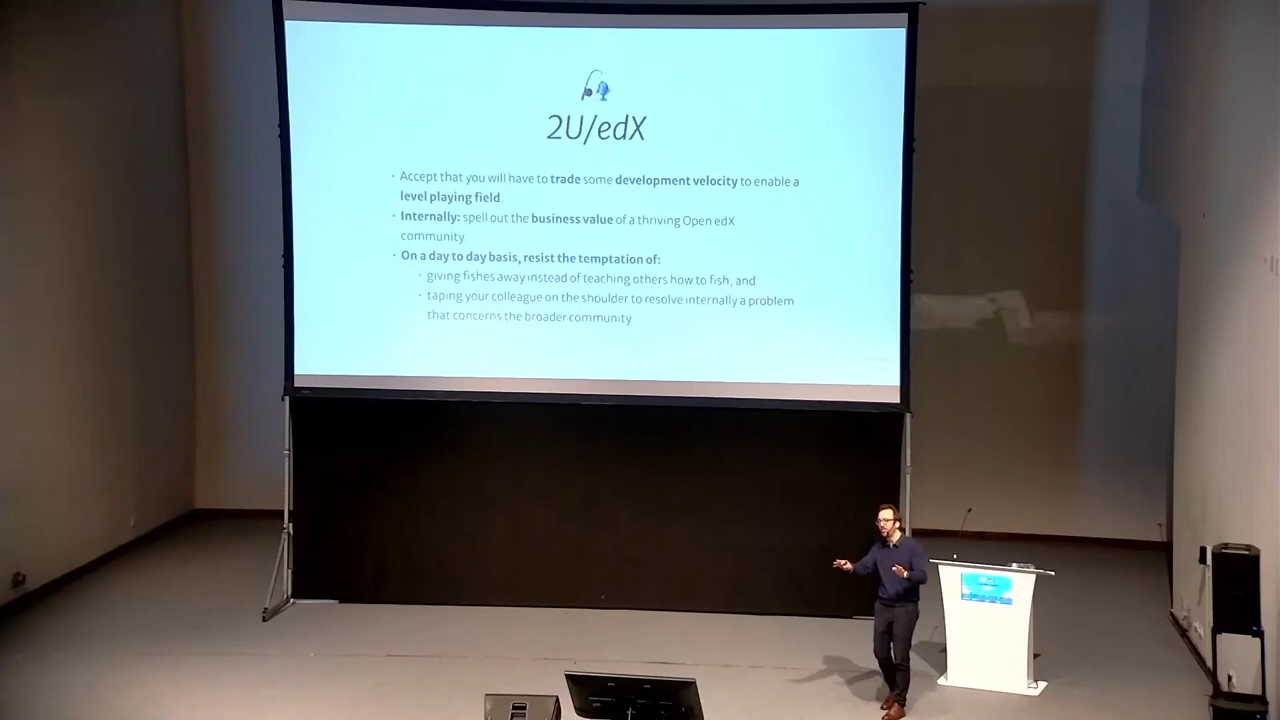 2U/edX
· Accept that you will have to trade some development velocity to enable a
level playing field.
· Internally: spell out the business value of a thriving Open edX
community
· On a day to day basis, resist the temptation of:
· giving fishes away instead of teaching others how to fish, and
· taping your colleague on the shoulder to resolve internally a problem
that concerns the broader community